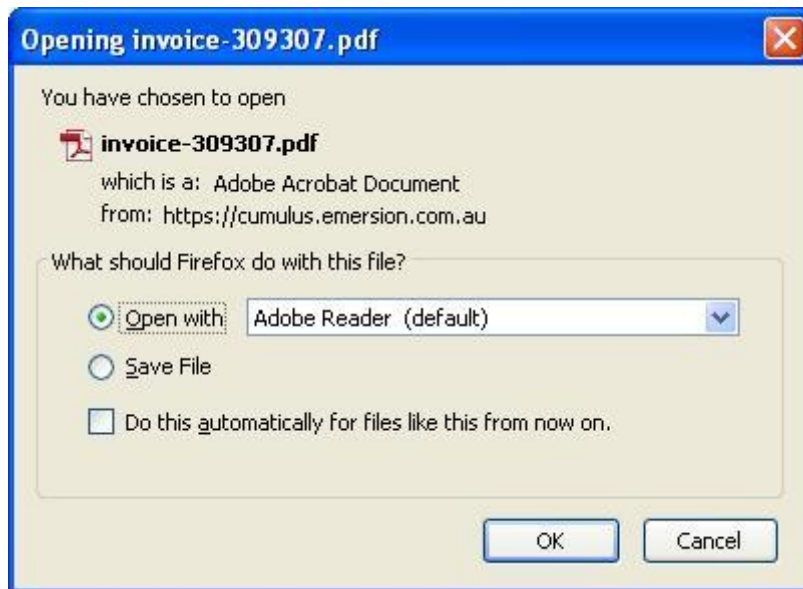 Opening invoice-309307.pdf
You have chosen to open
invoice-309307.pdf
which is a: Adobe Acrobat Document
from: https://cumulus.emersion.com.au
What should Firefox do with this file?
Open with Adobe Reader (default)
Save File
Do this automatically for files like this from now on.
OK Cancel